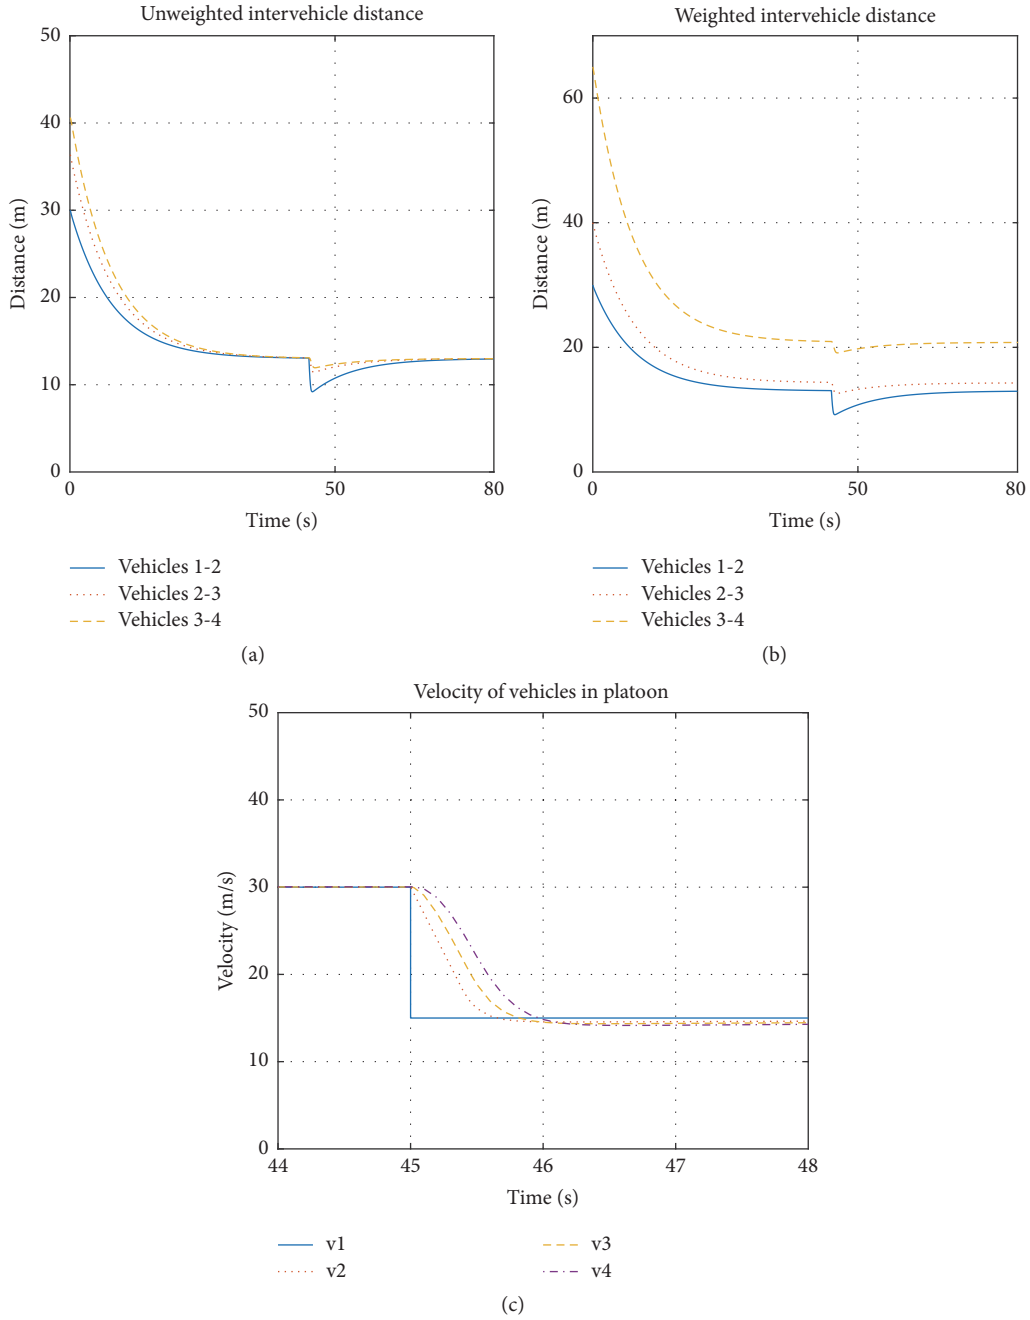 Unweighted intervehicle distance
50
40
30
20
10
0
Distance (m)
0
50
80
Time (s)
Vehicles 1-2
Vehicles 2-3
Vehicles 3-4
(a)
Weighted intervehicle distance
60
40
20
0
Distance (m)
0
50
80
Time (s)
Vehicles 1-2
Vehicles 2-3
Vehicles 3-4
(b)
Velocity of vehicles in platoon
50
40
30
20
10
0
Velocity (m/s)
44
45
46
47
48
Time (s)
v1
v2
v3
v4
(c)